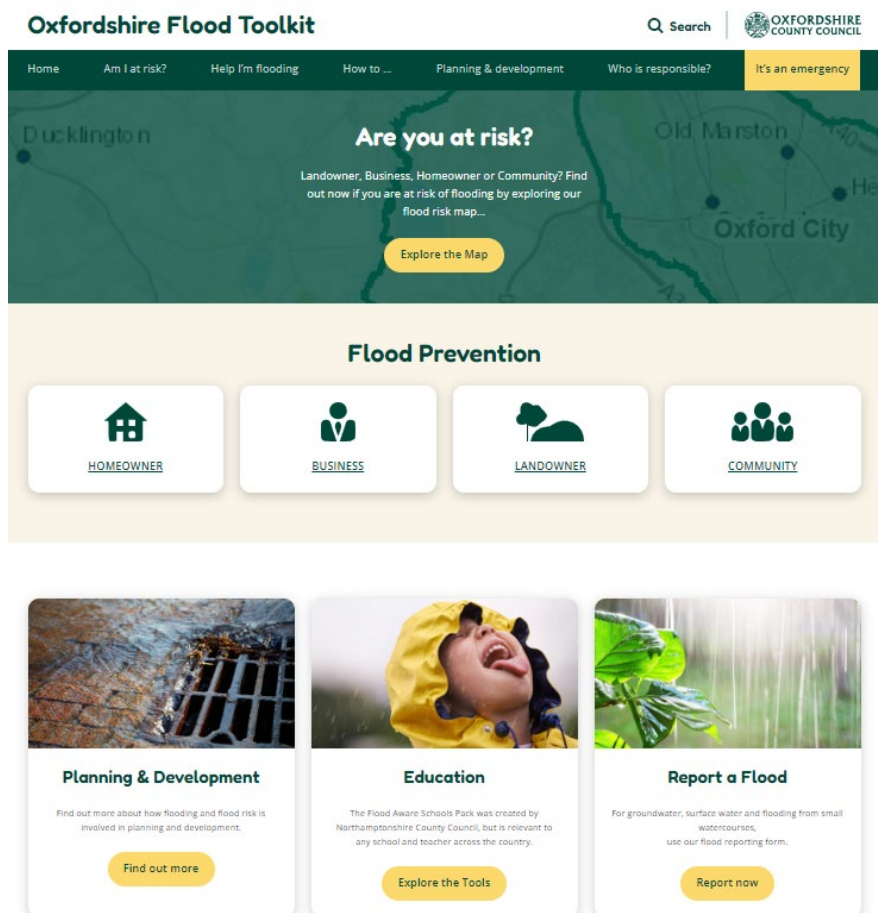 Oxfordshire Flood Toolkit
Search
OXFORDSHIRE
COUNTY COUNCIL
Home
Am I at risk?
Help I'm flooding
How to ...
Planning & development
Who is responsible?
It's an emergency
Ducklington
Old Marston
A40
He
Oxford City
A3
Are you at risk?
Landowner, Business, Homeowner or Community? Find
out now if you are at risk of flooding by exploring our
flood risk map...
Explore the Map
Flood Prevention
HOMEOWNER
BUSINESS
LANDOWNER
COMMUNITY
Planning & Development
Find out more about how flooding and flood risk is
involved in planning and development.
Find out more
Education
The Flood Aware Schools Pack was created by
Northamptonshire County Council, but is relevant to
any school and teacher across the country.
Explore the Tools
Report a Flood
For groundwater, surface water and flooding from small
watercourses,
use our flood reporting form.
Report now